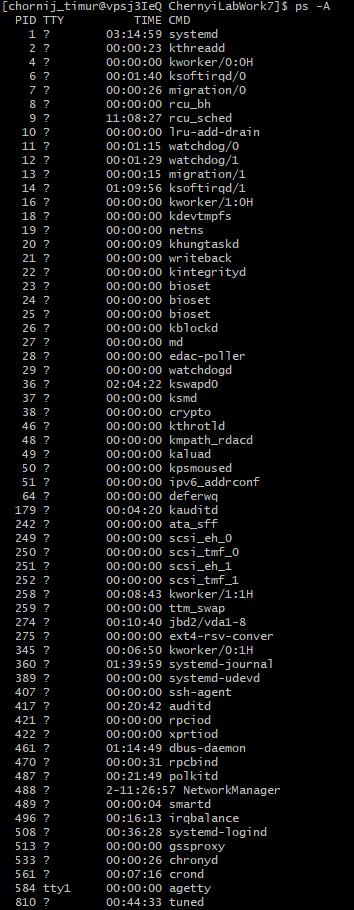 [chornij_timur@vpsj3IeQ ChernyiLabWork7]$ ps -A
  PID TTY          TIME CMD
    1 ?        03:14:59 systemd
    2 ?        00:00:23 kthreadd
    4 ?        00:00:00 kworker/0:0H
    6 ?        00:01:40 ksoftirqd/0
    7 ?        00:00:26 migration/0
    8 ?        00:00:00 rcu_bh
    9 ?        11:08:27 rcu_sched
   10 ?        00:00:00 lru-add-drain
   11 ?        00:01:15 watchdog/0
   12 ?        00:01:29 watchdog/1
   13 ?        00:00:15 migration/1
   14 ?        01:09:56 ksoftirqd/1
   16 ?        00:00:00 kworker/1:0H
   18 ?        00:00:00 kdevtmpfs
   19 ?        00:00:00 netns
   20 ?        00:00:09 khungtaskd
   21 ?        00:00:00 writeback
   22 ?        00:00:00 kintegrityd
   23 ?        00:00:00 bioset
   24 ?        00:00:00 bioset
   25 ?        00:00:00 bioset
   26 ?        00:00:00 kblockd
   27 ?        00:00:00 md
   28 ?        00:00:00 edac-poller
   29 ?        00:00:00 watchdogd
   36 ?        02:04:22 kswapd0
   37 ?        00:00:00 ksmd
   38 ?        00:00:00 crypto
   46 ?        00:00:00 kthrotld
   48 ?        00:00:00 kmpath_rdacd
   49 ?        00:00:00 kaluad
   50 ?        00:00:00 kpsmoused
   51 ?        00:00:00 ipv6_addrconf
   64 ?        00:00:00 deferwq
  179 ?        00:04:20 kauditd
  242 ?        00:00:00 ata_sff
  249 ?        00:00:00 scsi_eh_0
  250 ?        00:00:00 scsi_tmf_0
  251 ?        00:00:00 scsi_eh_1
  252 ?        00:00:00 scsi_tmf_1
  258 ?        00:08:43 kworker/1:1H
  259 ?        00:00:00 ttm_swap
  274 ?        00:10:40 jbd2/vda1-8
  275 ?        00:00:00 ext4-rsv-conver
  345 ?        00:06:50 kworker/0:1H
  360 ?        01:39:59 systemd-journal
  389 ?        00:00:00 systemd-udevd
  407 ?        00:00:00 ssh-agent
  417 ?        00:20:42 auditd
  421 ?        00:00:00 rpciod
  422 ?        00:00:00 xprtiod
  461 ?        01:14:49 dbus-daemon
  470 ?        00:00:31 rpcbind
  487 ?        00:21:49 polkitd
  488 ?        2-11:26:57 NetworkManager
  489 ?        00:00:04 smartd
  496 ?        00:16:13 irqbalance
  508 ?        00:36:28 systemd-logind
  513 ?        00:00:00 gssproxy
  533 ?        00:00:26 chronyd
  561 ?        00:07:16 crond
  584 tty1     00:00:00 agetty
  810 ?        00:44:33 tuned